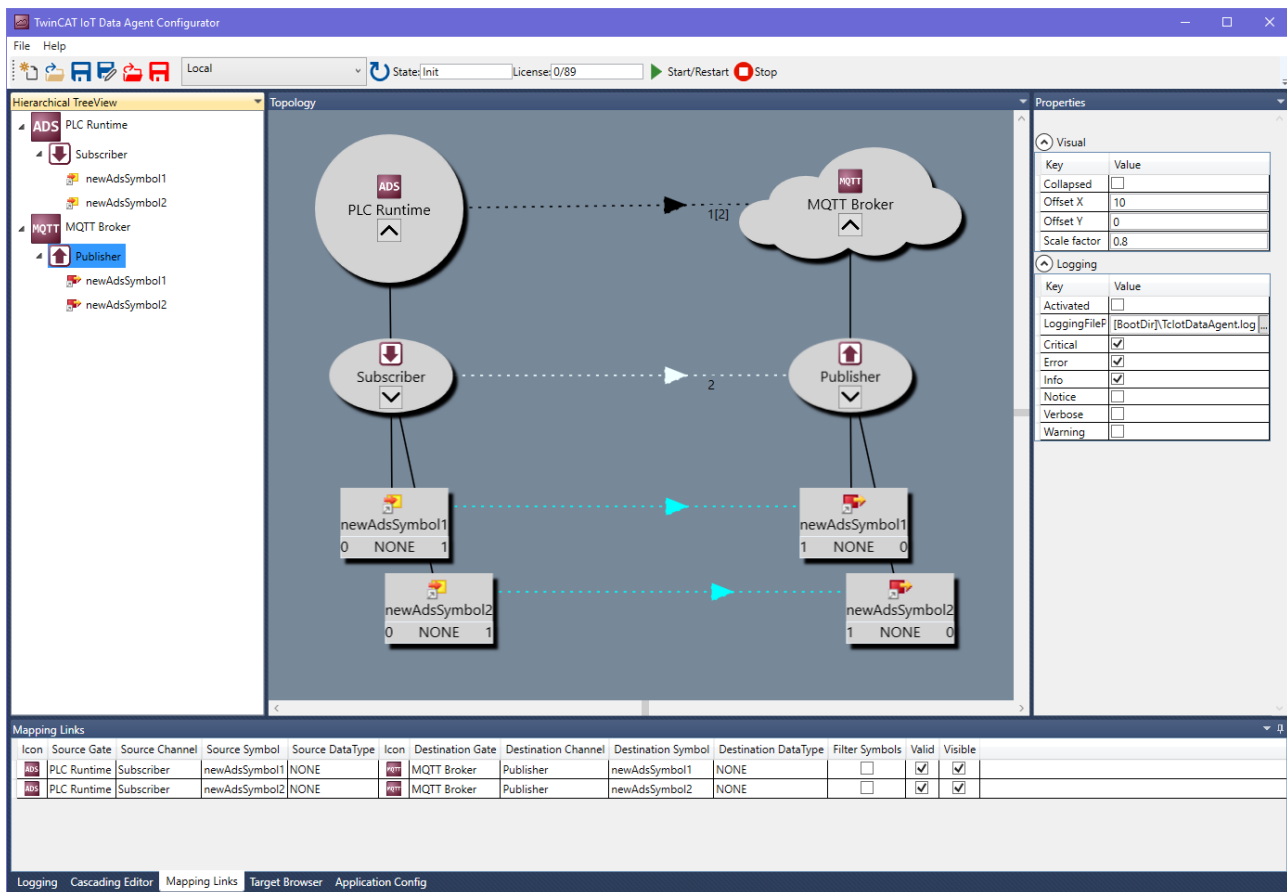 TwinCAT IoT Data Agent Configurator
File Help
Local State: Init License: 0/89 Start/Restart Stop
Hierarchical TreeView
ADS PLC Runtime
Subscriber
newAdsSymbol1
newAdsSymbol2
MQTT MQTT Broker
Publisher
newAdsSymbol1
newAdsSymbol2
Topology
ADS
PLC Runtime
MQTT
MQTT Broker
1[2]
Subscriber
2
Publisher
newAdsSymbol1
0 NONE 1
newAdsSymbol1
1 NONE 0
newAdsSymbol2
0 NONE 1
newAdsSymbol2
1 NONE 0
Properties
Visual
Key Value
Collapsed
Offset X 10
Offset Y 0
Scale factor 0.8
Logging
Key Value
Activated
LoggingFileP [BootDir]\TcIotDataAgent.log ...
Critical
Error
Info
Notice
Verbose
Warning
Mapping Links
Icon Source Gate Source Channel Source Symbol Source DataType Icon Destination Gate Destination Channel Destination Symbol Destination DataType Filter Symbols Valid Visible
ADS PLC Runtime Subscriber newAdsSymbol1 NONE MQTT MQTT Broker Publisher newAdsSymbol1 NONE
ADS PLC Runtime Subscriber newAdsSymbol2 NONE MQTT MQTT Broker Publisher newAdsSymbol2 NONE
Logging Cascading Editor Mapping Links Target Browser Application Config